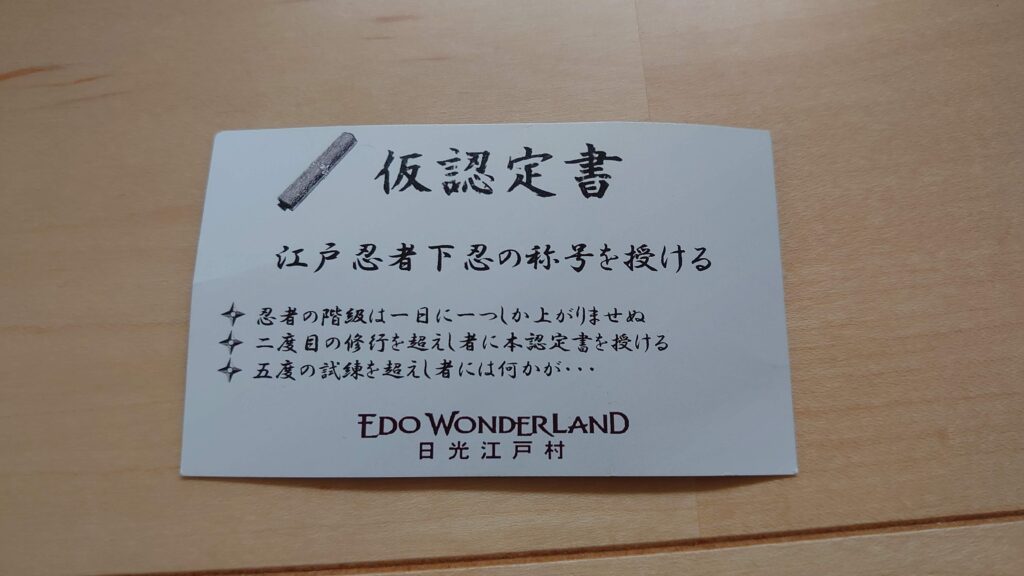 仮認定書
江戸忍者下忍の称号を授ける
忍者の階級は一日に一つしか上がりませぬ
二度目の修行を超えし者に本認定書を授ける
五度の試練を超えし者には何かが・・・
EDO WONDERLAND
日光江戸村